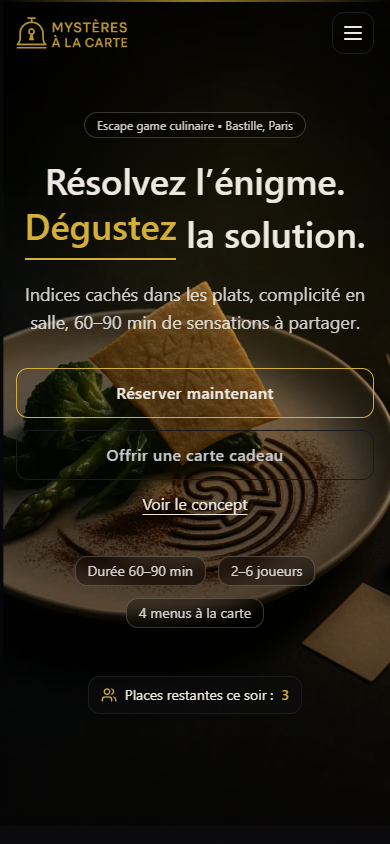 MYSTÈRES
À LA CARTE
Escape game culinaire • Bastille, Paris
Résolvez l’énigme.
Dégustez la solution.
Indices cachés dans les plats, complicité en
salle, 60–90 min de sensations à partager.
Réserver maintenant
Offrir une carte cadeau
Voir le concept
Durée 60–90 min
2–6 joueurs
4 menus à la carte
Places restantes ce soir : 3